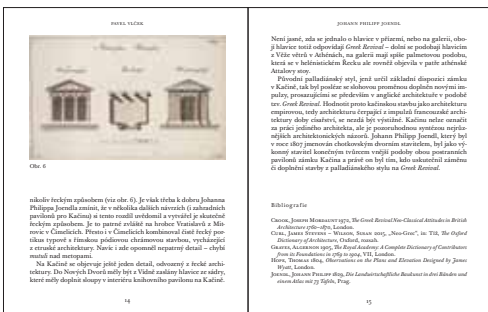 PAVEL VLČEK
Obr. 6
nikoliv řeckým způsobem (viz obr. 6). Je však třeba k dobru Johanna
Philippa Joendla zmínit, že v několika dalších návrzích (i zahradních
pavilonů pro Kačinu) si tento rozdíl uvědomil a vytvářel je skutečně
řeckým způsobem. Je to patrné zvláště na hrobce Vratislavů z Mit-
rovic v Čimelicích. Přesto i v Čimelicích kombinoval čistě řecký por-
tikus typově s římskou pódiovou chrámovou stavbou, vycházející
z etruské architektury. Navíc i zde opomněl nepatrný detail – chybí
mutuli nad metopami.
Na Kačině se objevuje ještě jeden detail, odvozený z řecké archi-
tektury. Do Nových Dvorů měly být z Vídně zaslány hlavice ze sádry,
které měly doplnit sloupy v interiéru knihovního pavilonu na Kačině.
14
JOHANN PHILIPP JOENDL
Není jasné, zda se jednalo o hlavice v přízemí, nebo na galerii, obo-
jí hlavice totiž odpovídají Greek Revival – dolní se podobají hlavicím
z Věže větrů v Athénách, na galerii mají spíše palmetovou podobu,
která se v helénistickém Řecku ale rovněž objevila v patře athénské
Attalovy stoy.
Původní palladiánský styl, jenž určil základní dispozici zámku
v Kačině, tak byl posléze se slohovou proměnou doplněn novými im-
pulzy, prosazujícími se především v anglické architektuře v podobě
tzv. Greek Revival. Hodnotit proto kačinskou stavbu jako architekturu
empírovou, tedy architekturu čerpající z impulzů francouzské archi-
tektury doby císařství, se nezdá být výstižné. Kačinu nelze označit
za práci jediného architekta, ale je pozoruhodnou syntézou nejrůz-
nějších architektonických názorů. Johann Philipp Joendl, který byl
v roce 1807 jmenován chotkovským dvorním stavitelem, byl jako vý-
konný stavitel konečným tvůrcem vnější podoby obou postranních
pavilonů zámku Kačina a právě on byl tím, kdo uskutečnil záměnu
či doplnění stavby z palladiánského stylu na Greek Revival.
Bibliografie
CROOK, JOSEPH MORDAUNT 1972, The Greek Revival Neo-Classical Attitudes in British
Architecture 1760–1870, London.
CURL, JAMES STEVENS – WILSON, SUSAN 2015, „Neo-Grec“, in: TÍŽ, The Oxford
Dictionary of Architecture, Oxford, rozsah.
GRAVES, ALGERNON 1905, The Royal Academy: A Complete Dictionary of Contributors
from its Foundations in 1769 to 1904, VII, London.
HOPE, THOMAS 1804, Observations on the Plans and Elevation Designed by James
Wyatt, London.
JOENDL, JOHANN PHILIPP 1829, Die Landwirthschaftliche Baukunst in drei Bänden und
einem Atlas mit 73 Tafeln, Prag.
15